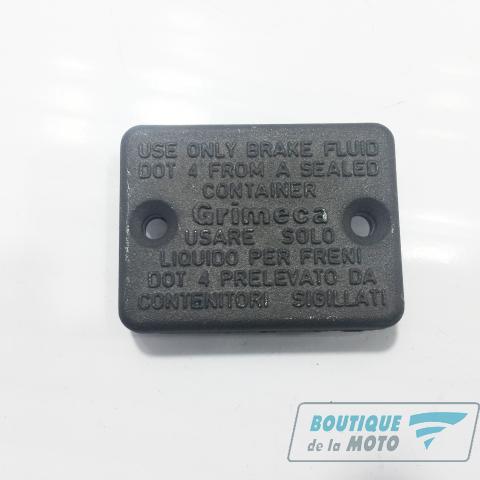 USE ONLY BRAKE FLUID
DOT 4 FROM A SEALED
CONTAINER
Grimeca
USARE SOLO
LIQUIDO PER FRENI
DOT 4 PRELEVATO DA
CONTENITORI SIGILLATI
BOUTIQUE
de la MOTO